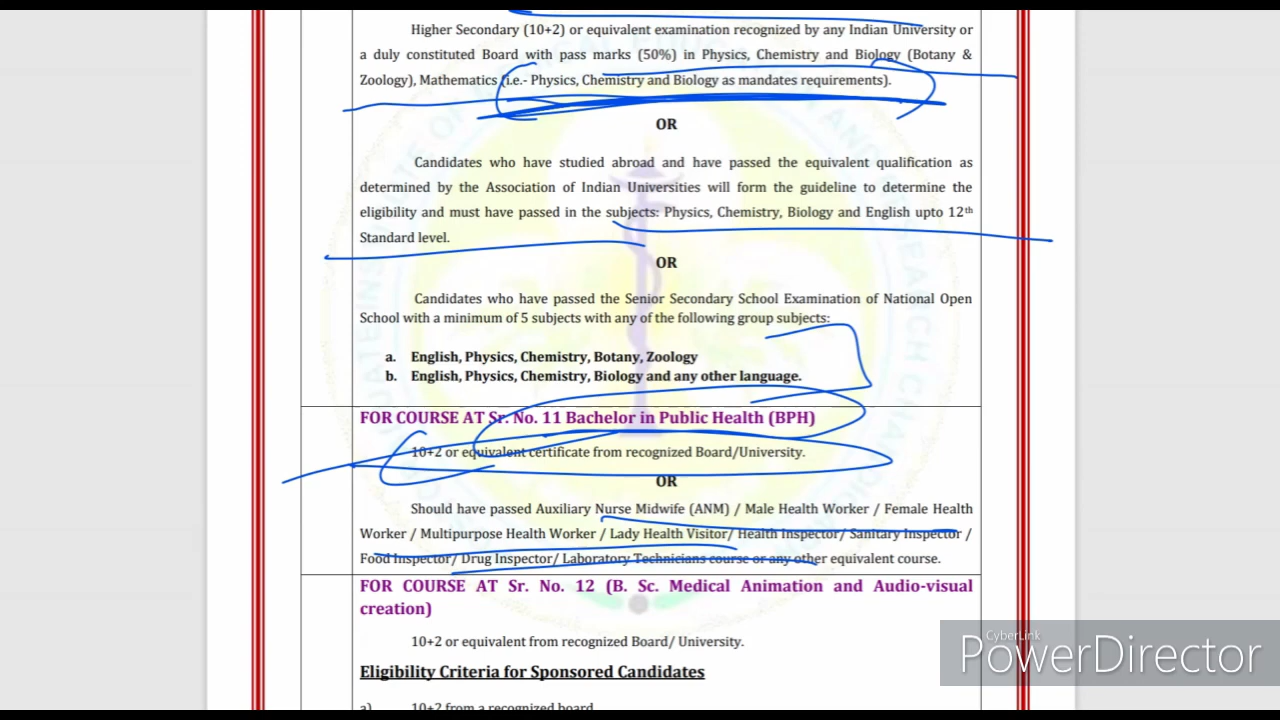 Higher Secondary (10+2) or equivalent examination recognized by any Indian University or
a duly constituted Board with pass marks (50%) in Physics, Chemistry and Biology (Botany &
Zoology), Mathematics (i.e.- Physics, Chemistry and Biology as mandates requirements).
OR
Candidates who have studied abroad and have passed the equivalent qualification as
determined by the Association of Indian Universities will form the guideline to determine the
eligibility and must have passed in the subjects: Physics, Chemistry, Biology and English upto 12th
Standard level.
OR
Candidates who have passed the Senior Secondary School Examination of National Open
School with a minimum of 5 subjects with any of the following group subjects:
a. English, Physics, Chemistry, Botany, Zoology
b. English, Physics, Chemistry, Biology and any other language.
FOR COURSE AT Sr. No. 11 Bachelor in Public Health (BPH)
10+2 or equivalent certificate from recognized Board/University.
OR
Should have passed Auxiliary Nurse Midwife (ANM) / Male Health Worker / Female Health
Worker / Multipurpose Health Worker / Lady Health Visitor/ Health Inspector/ Sanitary Inspector /
Food Inspector/ Drug Inspector/ Laboratory Technicians course or any other equivalent course.
FOR COURSE AT Sr. No. 12 (B. Sc. Medical Animation and Audio-visual
creation)
10+2 or equivalent from recognized Board/ University.
Eligibility Criteria for Sponsored Candidates
a) 10+2 from a recognized board
CyberLink
PowerDirector